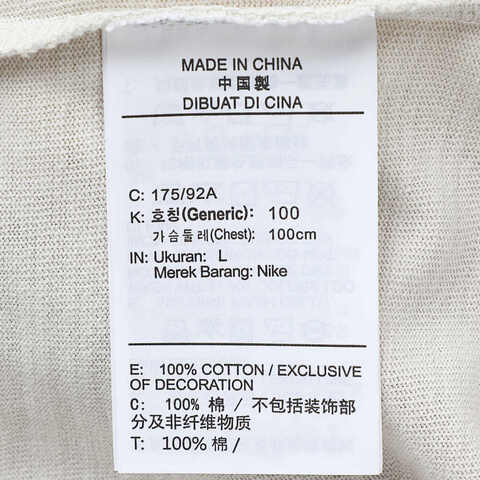 MADE IN CHINA
中国製
DIBUAT DI CINA
C: 175/92A
K: 호칭(Generic): 100
가슴둘레(Chest): 100cm
IN: Ukuran: L
Merek Barang: Nike
E: 100% COTTON / EXCLUSIVE
OF DECORATION
C: 100% 棉 / 不包括装饰部
分及非纤维物质
T: 100% 棉 /